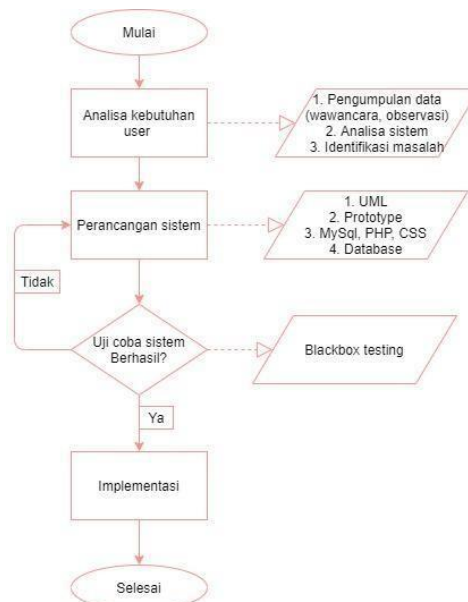 Mulai
Analisa kebutuhan
user
1. Pengumpulan data
(wawancara, observasi)
2. Analisa sistem
3. Identifikasi masalah
Perancangan sistem
1. UML
2. Prototype
3. MySql, PHP, CSS
4. Database
Tidak
Uji coba sistem
Berhasil?
Blackbox testing
Ya
Implementasi
Selesai